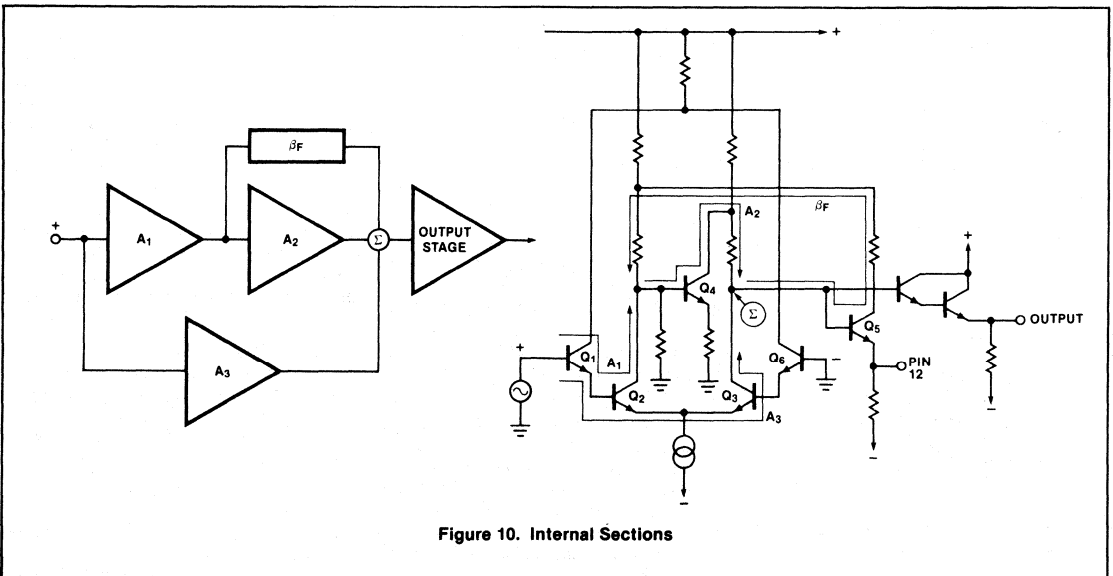 βF
+
A1
A2
Σ
OUTPUT
STAGE
A3
+
A2
βF
+
Q4
Σ
Q5
OUTPUT
+
Q1
A1
Q6
−
PIN
12
Q2
Q3
A3
−
−
−
Figure 10. Internal Sections